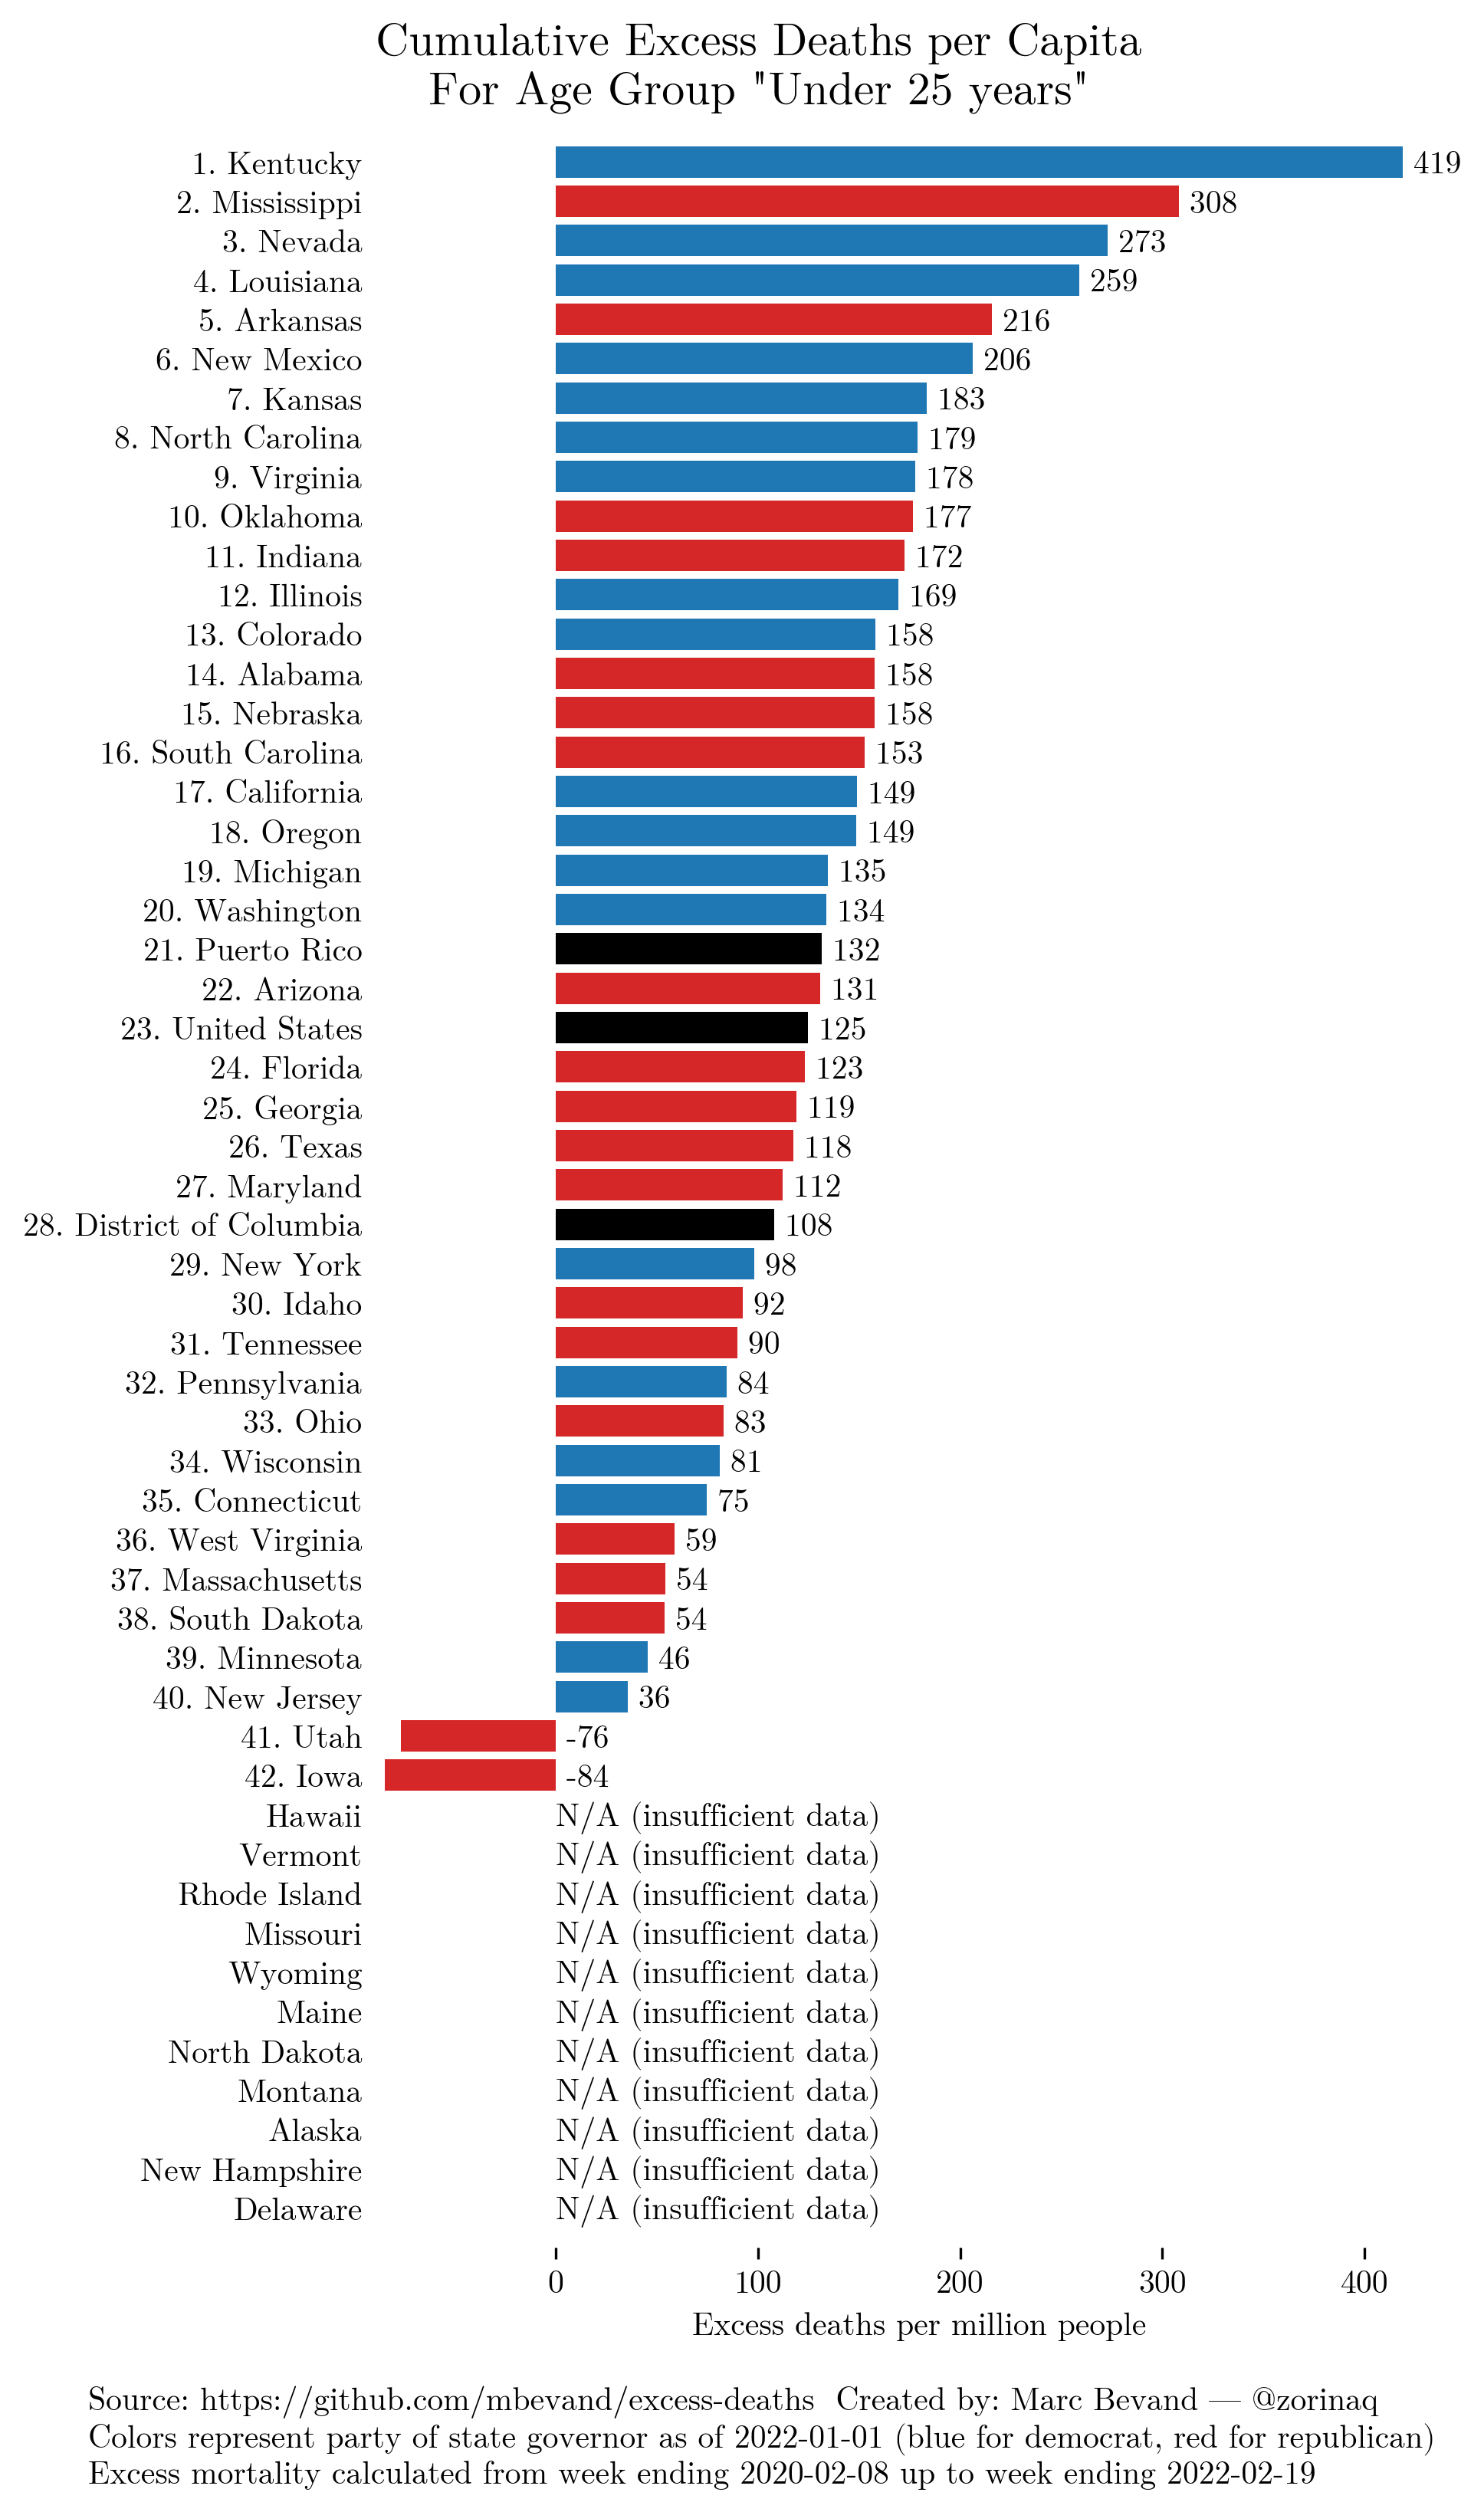 Cumulative Excess Deaths per Capita
For Age Group "Under 25 years"
1. Kentucky 419
2. Mississippi 308
3. Nevada 273
4. Louisiana 259
5. Arkansas 216
6. New Mexico 206
7. Kansas 183
8. North Carolina 179
9. Virginia 178
10. Oklahoma 177
11. Indiana 172
12. Illinois 169
13. Colorado 158
14. Alabama 158
15. Nebraska 158
16. South Carolina 153
17. California 149
18. Oregon 149
19. Michigan 135
20. Washington 134
21. Puerto Rico 132
22. Arizona 131
23. United States 125
24. Florida 123
25. Georgia 119
26. Texas 118
27. Maryland 112
28. District of Columbia 108
29. New York 98
30. Idaho 92
31. Tennessee 90
32. Pennsylvania 84
33. Ohio 83
34. Wisconsin 81
35. Connecticut 75
36. West Virginia 59
37. Massachusetts 54
38. South Dakota 54
39. Minnesota 46
40. New Jersey 36
41. Utah -76
42. Iowa -84
Hawaii N/A (insufficient data)
Vermont N/A (insufficient data)
Rhode Island N/A (insufficient data)
Missouri N/A (insufficient data)
Wyoming N/A (insufficient data)
Maine N/A (insufficient data)
North Dakota N/A (insufficient data)
Montana N/A (insufficient data)
Alaska N/A (insufficient data)
New Hampshire N/A (insufficient data)
Delaware N/A (insufficient data)
0 100 200 300 400
Excess deaths per million people
Source: https://github.com/mbevand/excess-deaths Created by: Marc Bevand — @zorinaq
Colors represent party of state governor as of 2022-01-01 (blue for democrat, red for republican)
Excess mortality calculated from week ending 2020-02-08 up to week ending 2022-02-19